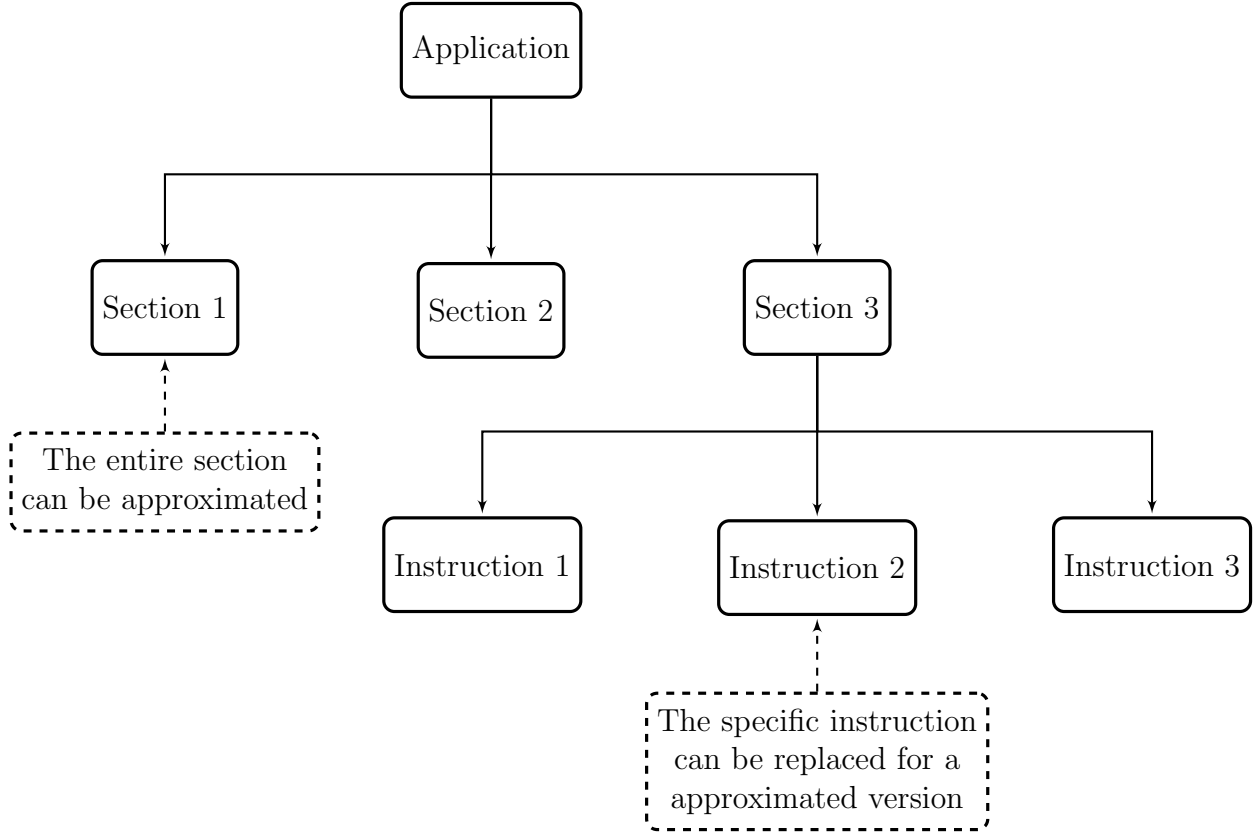 Application
Section 1
Section 2
Section 3
The entire section
can be approximated
Instruction 1
Instruction 2
Instruction 3
The specific instruction
can be replaced for a
approximated version